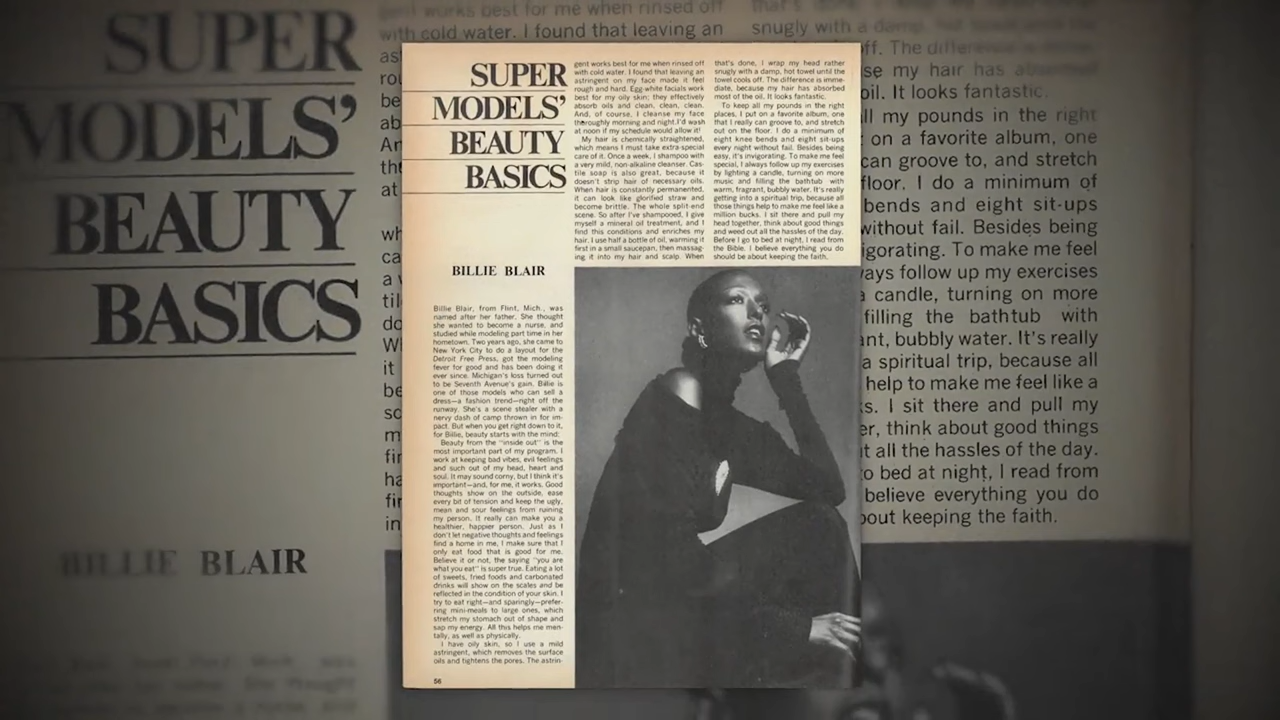 SUPER
MODELS'
BEAUTY
BASICS
BILLIE BLAIR
Billie Blair, from Flint, Mich., was
named after her father. She thought
she wanted to become a nurse, and
studied while modeling part time in her
hometown. Two years ago, she came to
New York City to do a layout for the
Detroit Free Press, got the modeling
fever for good and has been doing it
ever since. Michigan's loss turned out
to be Seventh Avenue's gain. Billie is
one of those models who can sell a
dress—a fashion trend—right off the
runway. She's a scene stealer with a
nervy dash of camp thrown in for im-
pact. But when you get right down to it,
for Billie, beauty starts with the mind:
Beauty from the "inside out" is the
most important part of my program. I
work at keeping bad vibes, evil feelings
and such out of my head, heart and
soul. It may sound corny, but I think it's
important—and, for me, it works. Good
thoughts show on the outside, ease
every bit of tension and keep the ugly,
mean and sour feelings from ruining
my person. It really can make you a
healthier, happier person. Just as I
don't let negative thoughts and feelings
find a home in me, I make sure that I
only eat food that is good for me.
Believe it or not, the saying "you are
what you eat" is super true. Eating a lot
of sweets, fried foods and carbonated
drinks will show on the scales and be
reflected in the condition of your skin. I
try to eat right—and sparingly—prefer-
ring mini-meals to large ones, which
stretch my stomach out of shape and
sap my energy. All this helps me men-
tally, as well as physically.
I have oily skin, so I use a mild
astringent, which removes the surface
oils and tightens the pores. The astrin-
56
gent works best for me when rinsed off
with cold water. I found that leaving an
astringent on my face made it feel
rough and hard. Egg-white facials work
best for my oily skin; they effectively
absorb oils and clean, clean, clean.
And, of course, I cleanse my face
thoroughly morning and night. I'd wash
at noon if my schedule would allow it!
My hair is chemically straightened,
which means I must take extra special
care of it. Once a week, I shampoo with
a very mild, non-alkaline cleanser. Cas-
tile soap is also great, because it
doesn't strip hair of necessary oils.
When hair is constantly permanented,
it can look like glorified straw and
become brittle. The whole split-end
scene. So after I've shampooed, I give
myself a mineral oil treatment, and I
find this conditions and enriches my
hair. I use half a bottle of oil, warming it
first in a small saucepan, then massag-
ing it into my hair and scalp. When
that's done, I wrap my head rather
snugly with a damp, hot towel until the
towel cools off. The difference is imme-
diate, because my hair has absorbed
most of the oil. It looks fantastic.
To keep all my pounds in the right
places, I put on a favorite album, one
that I really can groove to, and stretch
out on the floor. I do a minimum of
eight knee bends and eight sit-ups
every night without fail. Besides being
easy, it's invigorating. To make me feel
special, I always follow up my exercises
by lighting a candle, turning on more
music and filling the bathtub with
warm, fragrant, bubbly water. It's really
getting into a spiritual trip, because all
those things help to make me feel like a
million bucks. I sit there and pull my
head together, think about good things
and weed out all the hassles of the day.
Before I go to bed at night, I read from
the Bible. I believe everything you do
should be about keeping the faith.